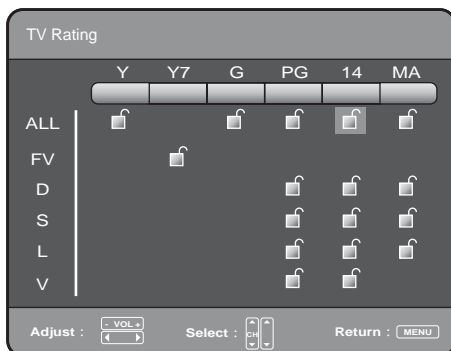 TV Rating
Y Y7 G PG 14 MA
ALL
FV
D
S
L
V
Adjust : - VOL + Select : CH Return : MENU